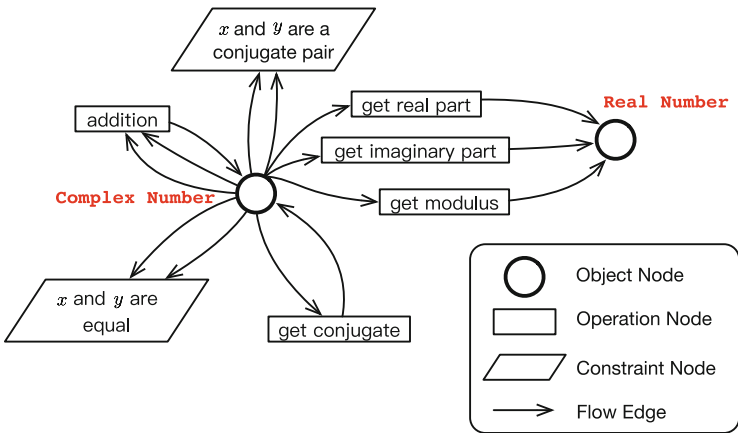 x and y are a
conjugate pair
get real part
Real Number
addition
get imaginary part
Complex Number
get modulus
x and y are
equal
get conjugate
Object Node
Operation Node
Constraint Node
Flow Edge